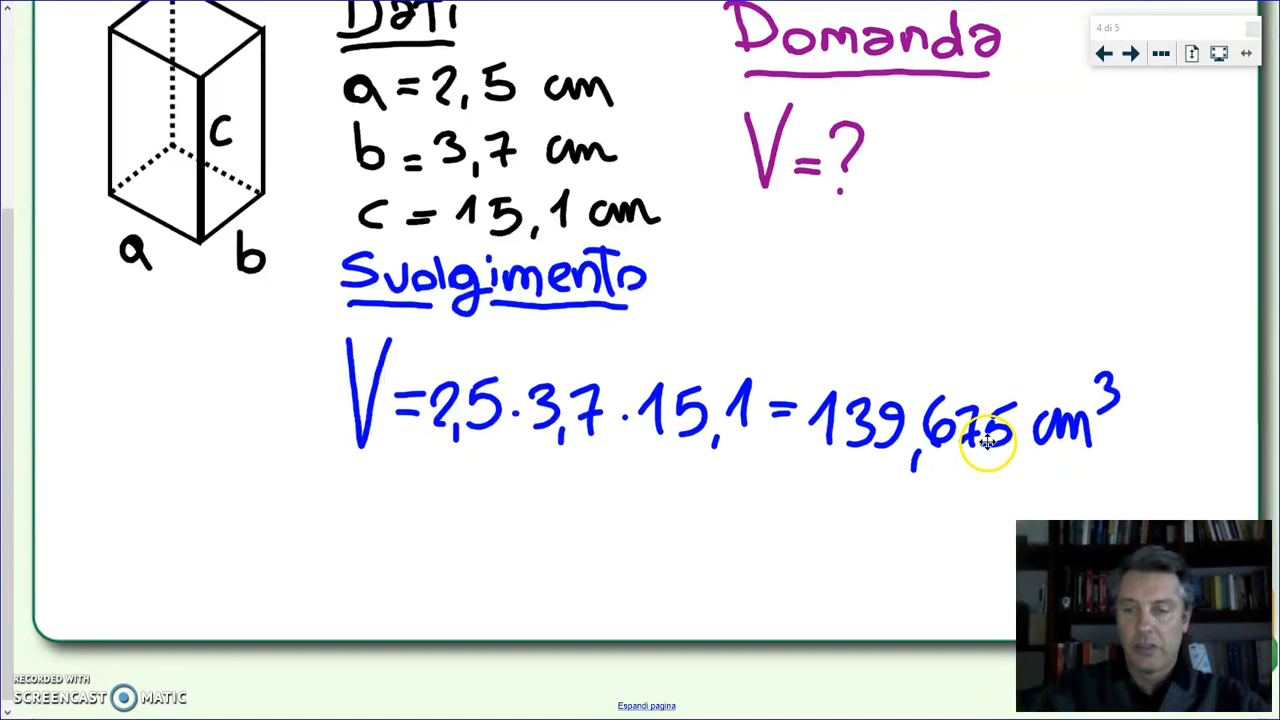 Dati
Domanda
4 di 5
a = 2,5 cm
b = 3,7 cm
c = 15,1 cm
V = ?
c
a
b
Svolgimento
V = 2,5 · 3,7 · 15,1 = 139,675 cm³
RECORDED WITH
SCREENCAST MATIC
Espandi pagina